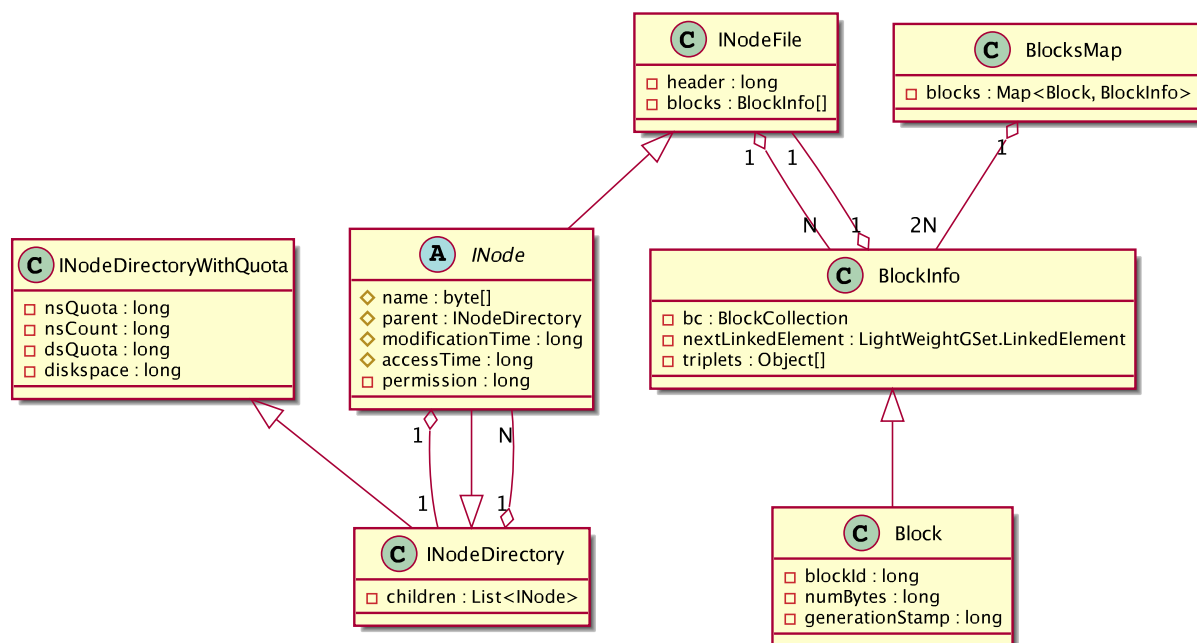 C INodeFile
header : long
blocks : BlockInfo[]
C BlocksMap
blocks : Map<Block, BlockInfo>
1
1
1
N
1
2N
C INodeDirectoryWithQuota
nsQuota : long
nsCount : long
dsQuota : long
diskspace : long
A INode
name : byte[]
parent : INodeDirectory
modificationTime : long
accessTime : long
permission : long
C BlockInfo
bc : BlockCollection
nextLinkedElement : LightWeightGSet.LinkedElement
triplets : Object[]
1
N
1
1
C INodeDirectory
children : List<INode>
C Block
blockId : long
numBytes : long
generationStamp : long